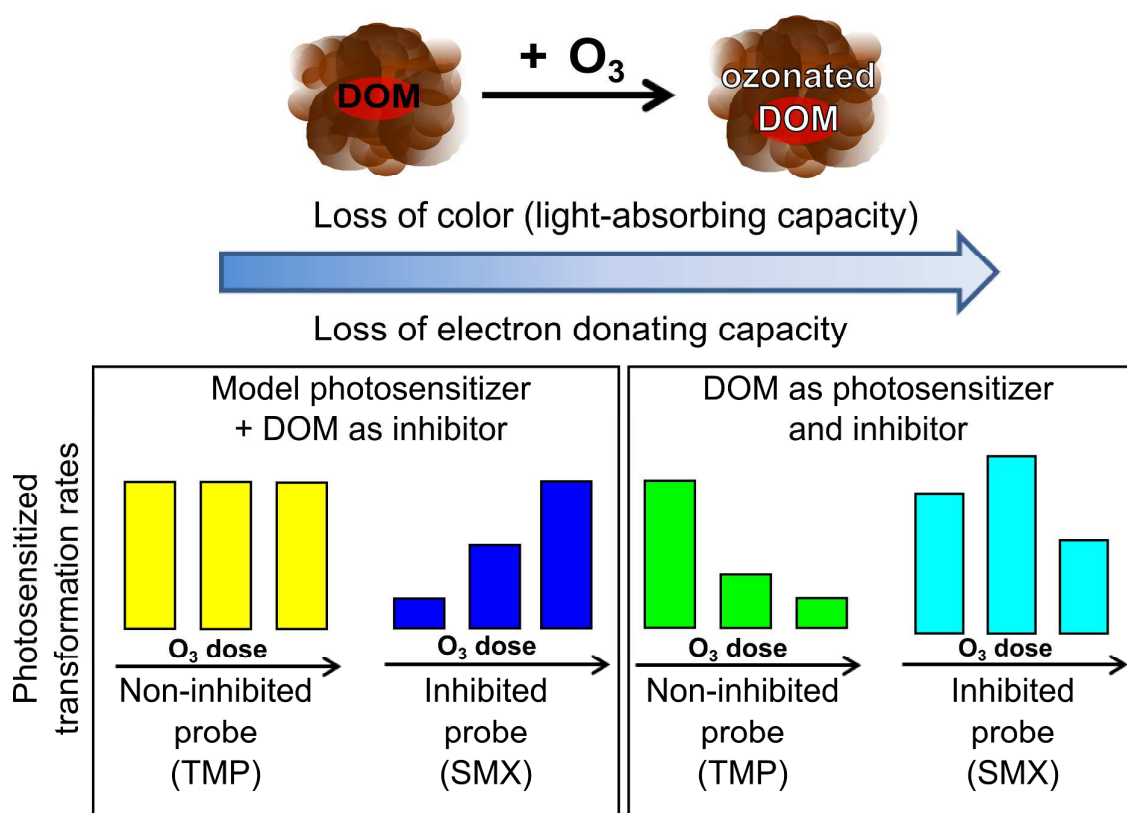 + O₃
DOM
ozonated
DOM
Loss of color (light-absorbing capacity)
Loss of electron donating capacity
Photosensitized
transformation rates
Model photosensitizer
+ DOM as inhibitor
O₃ dose
Non-inhibited
probe
(TMP)
O₃ dose
Inhibited
probe
(SMX)
DOM as photosensitizer
and inhibitor
O₃ dose
Non-inhibited
probe
(TMP)
O₃ dose
Inhibited
probe
(SMX)